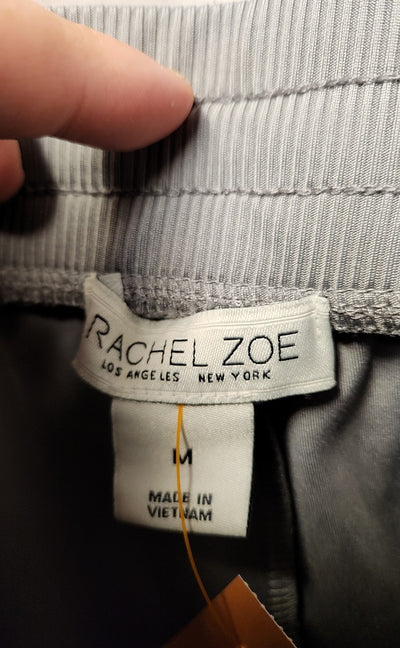 RACHEL ZOE
LOS ANGELES NEW YORK
M
MADE IN
VIETNAM